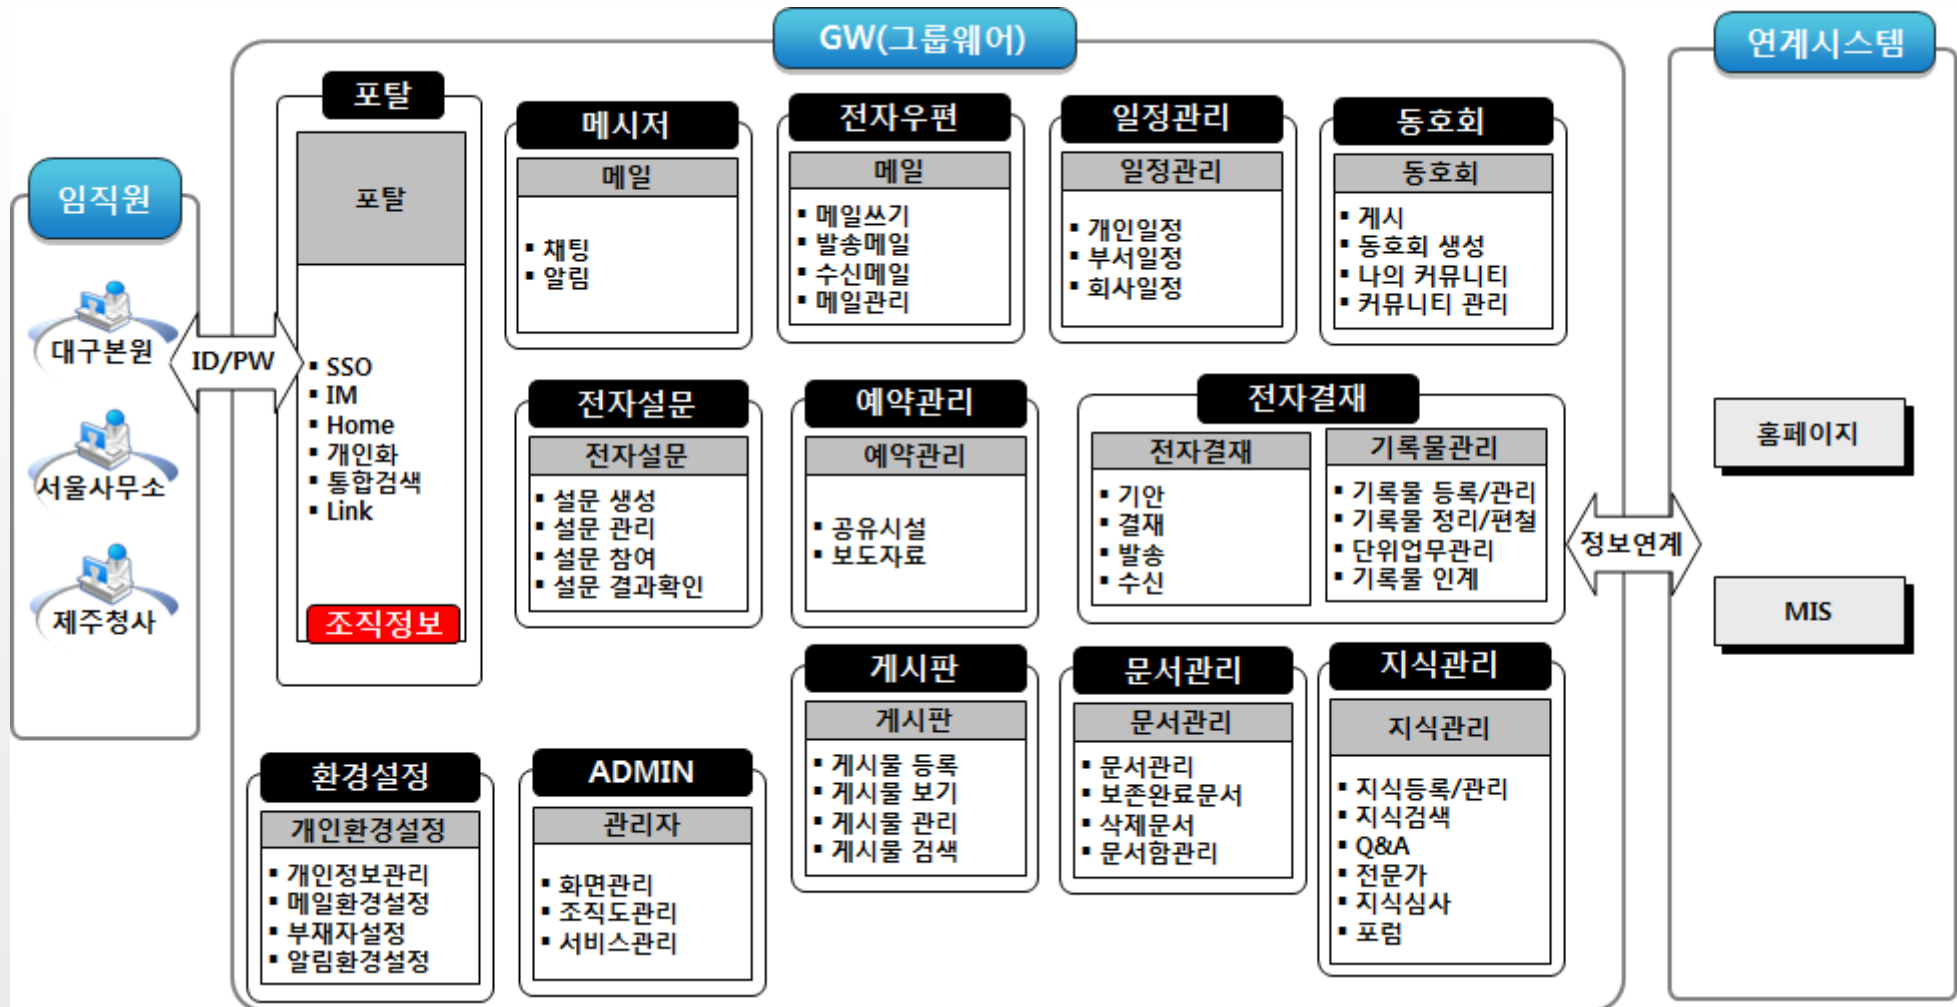 GW(그룹웨어)
연계시스템
임직원
대구본원
서울사무소
제주청사
ID/PW
포탈
포탈
▪ SSO
▪ IM
▪ Home
▪ 개인화
▪ 통합검색
▪ Link
조직정보
메시저
메일
▪ 채팅
▪ 알림
전자우편
메일
▪ 메일쓰기
▪ 발송메일
▪ 수신메일
▪ 메일관리
일정관리
일정관리
▪ 개인일정
▪ 부서일정
▪ 회사일정
동호회
동호회
▪ 게시
▪ 동호회 생성
▪ 나의 커뮤니티
▪ 커뮤니티 관리
전자설문
전자설문
▪ 설문 생성
▪ 설문 관리
▪ 설문 참여
▪ 설문 결과확인
예약관리
예약관리
▪ 공유시설
▪ 보도자료
전자결재
전자결재
▪ 기안
▪ 결재
▪ 발송
▪ 수신
기록물관리
▪ 기록물 등록/관리
▪ 기록물 정리/편철
▪ 단위업무관리
▪ 기록물 인계
정보연계
홈페이지
MIS
게시판
게시판
▪ 게시물 등록
▪ 게시물 보기
▪ 게시물 관리
▪ 게시물 검색
문서관리
문서관리
▪ 문서관리
▪ 보존완료문서
▪ 삭제문서
▪ 문서함관리
지식관리
지식관리
▪ 지식등록/관리
▪ 지식검색
▪ Q&A
▪ 전문가
▪ 지식심사
▪ 포럼
환경설정
개인환경설정
▪ 개인정보관리
▪ 메일환경설정
▪ 부재자설정
▪ 알림환경설정
ADMIN
관리자
▪ 화면관리
▪ 조직도관리
▪ 서비스관리